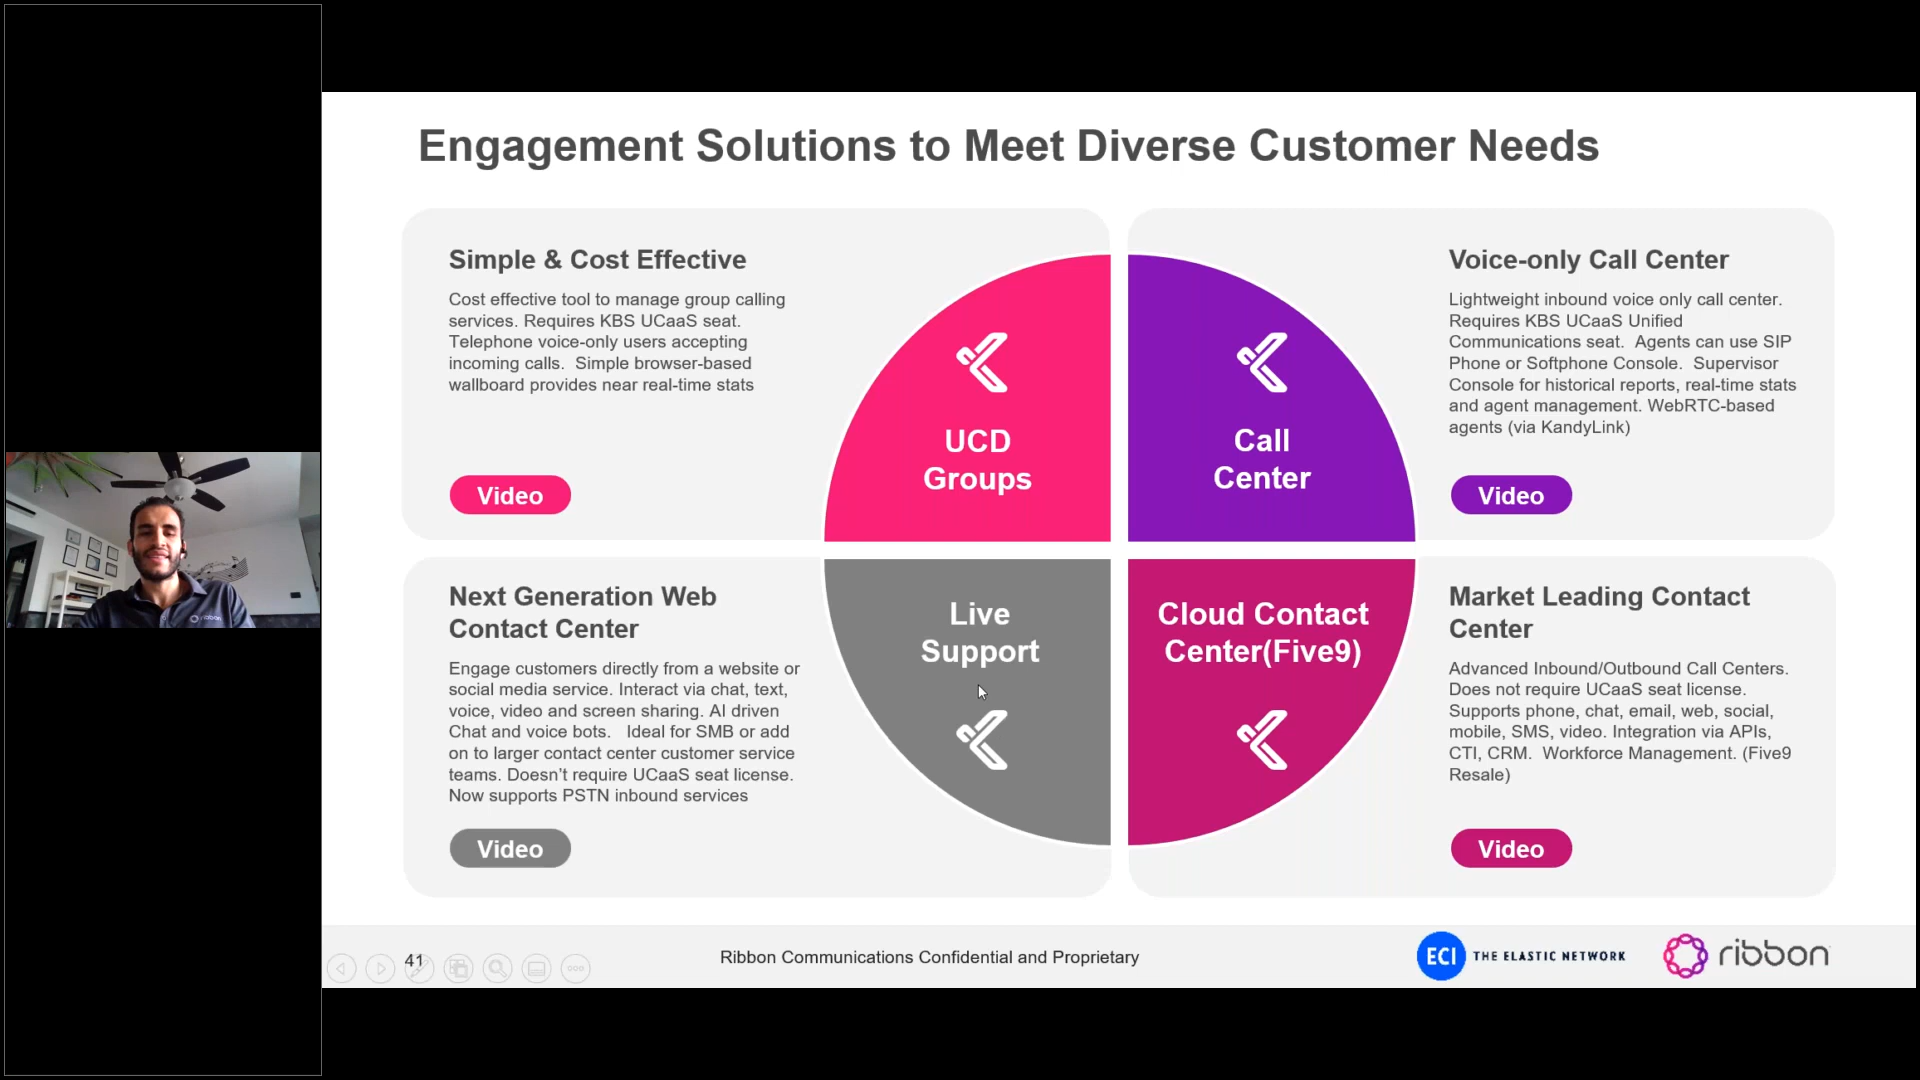 Engagement Solutions to Meet Diverse Customer Needs
Simple & Cost Effective
Cost effective tool to manage group calling
services. Requires KBS UCaaS seat.
Telephone voice-only users accepting
incoming calls.  Simple browser-based
wallboard provides near real-time stats
Video
UCD
Groups
Call
Center
Voice-only Call Center
Lightweight inbound voice only call center.
Requires KBS UCaaS Unified
Communications seat.  Agents can use SIP
Phone or Softphone Console.  Supervisor
Console for historical reports, real-time stats
and agent management. WebRTC-based
agents (via KandyLink)
Video
Next Generation Web
Contact Center
Engage customers directly from a website or
social media service. Interact via chat, text,
voice, video and screen sharing. AI driven
Chat and voice bots.   Ideal for SMB or add
on to larger contact center customer service
teams. Doesn't require UCaaS seat license.
Now supports PSTN inbound services
Video
Live
Support
Cloud Contact
Center(Five9)
Market Leading Contact
Center
Advanced Inbound/Outbound Call Centers.
Does not require UCaaS seat license.
Supports phone, chat, email, web, social,
mobile, SMS, video. Integration via APIs,
CTI, CRM.  Workforce Management. (Five9
Resale)
Video
41
Ribbon Communications Confidential and Proprietary
ECI THE ELASTIC NETWORK
ribbon
ribbon